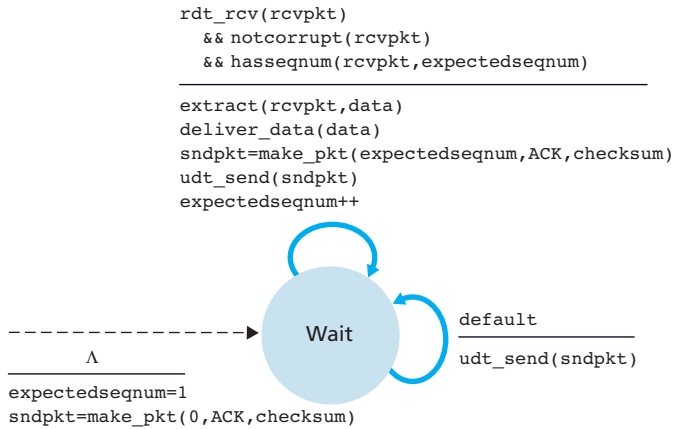 rdt_rcv(rcvpkt)
&& notcorrupt(rcvpkt)
&& hasseqnum(rcvpkt,expectedseqnum)
extract(rcvpkt,data)
deliver_data(data)
sndpkt=make_pkt(expectedseqnum,ACK,checksum)
udt_send(sndpkt)
expectedseqnum++
Wait
default
udt_send(sndpkt)
Λ
expectedseqnum=1
sndpkt=make_pkt(0,ACK,checksum)